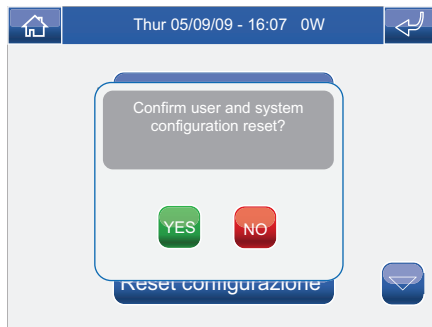 Thur 05/09/09 - 16:07 0W
Confirm user and system
configuration reset?
YES
NO
Reset configurazione